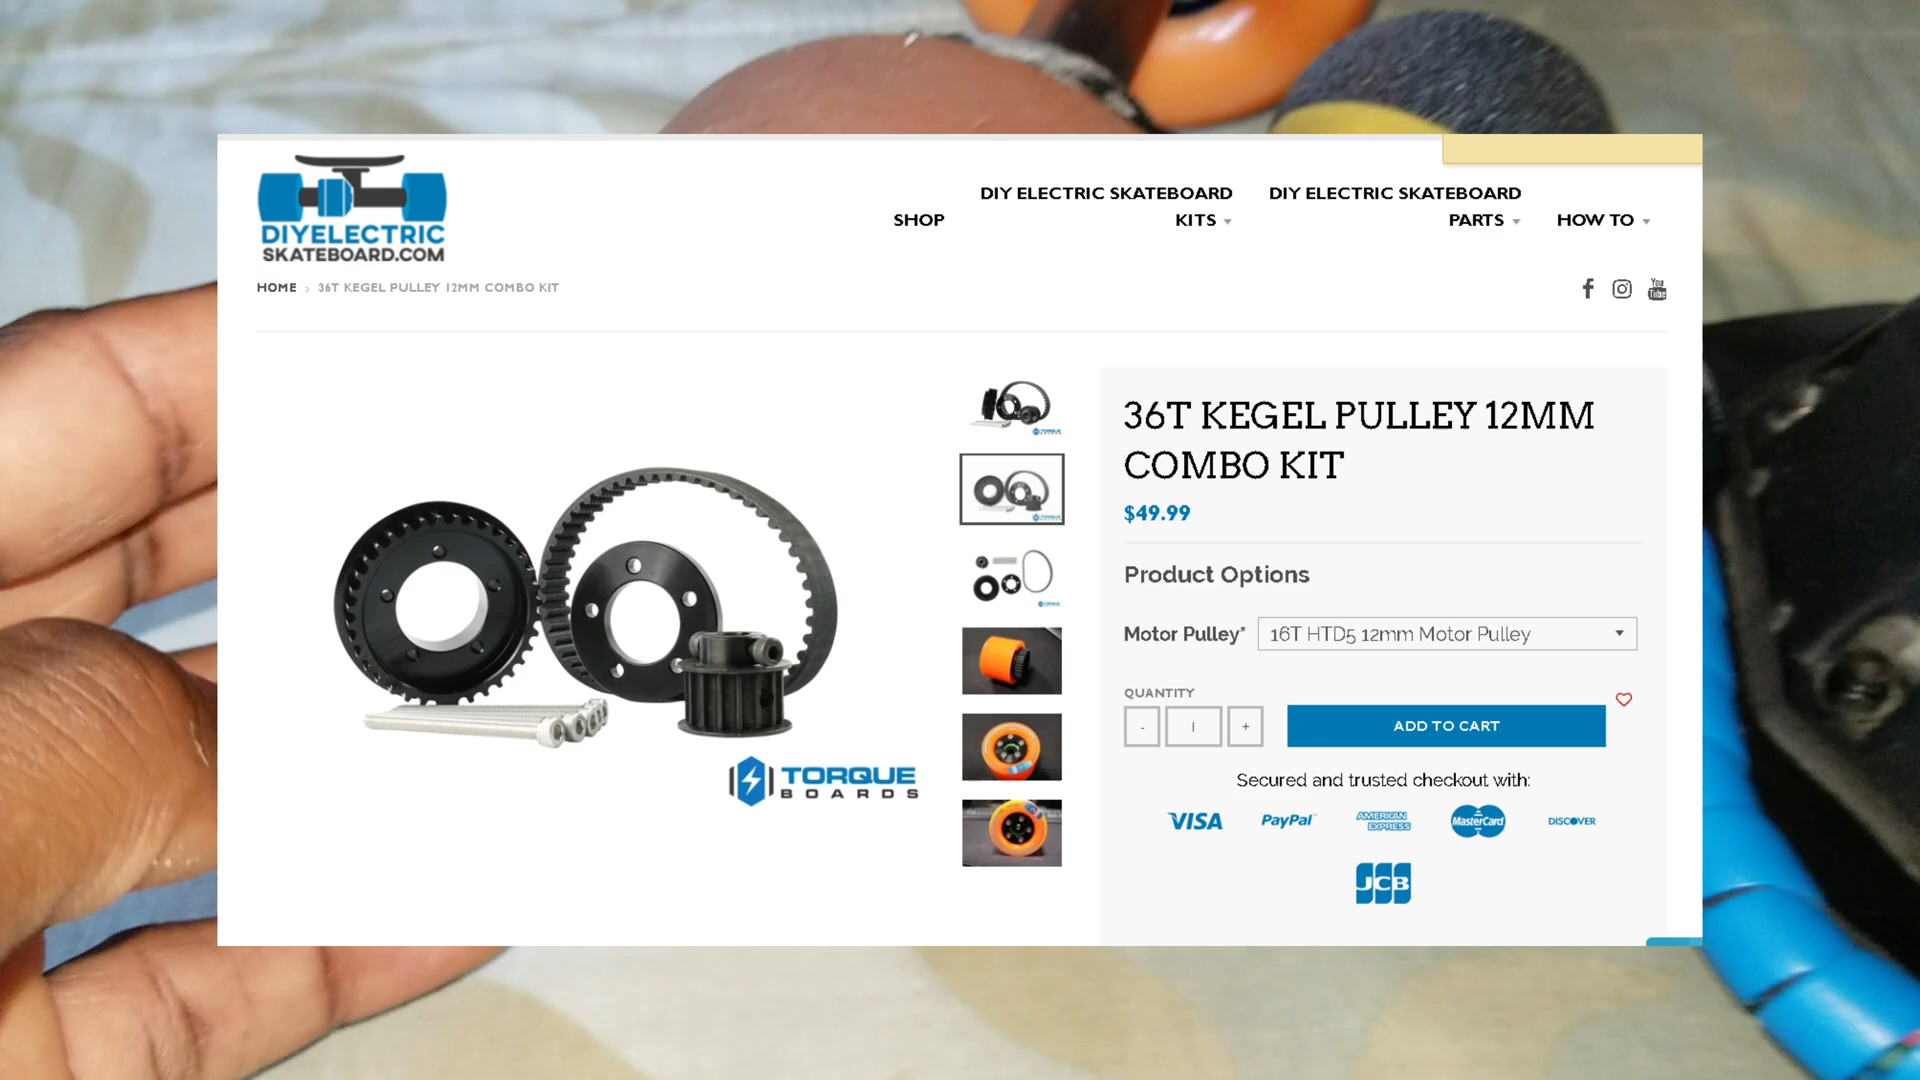 DIYELECTRIC
SKATEBOARD.COM
SHOP
DIY ELECTRIC SKATEBOARD
KITS
DIY ELECTRIC SKATEBOARD
PARTS
HOW TO
HOME > 36T KEGEL PULLEY 12MM COMBO KIT
You
Tube
36T KEGEL PULLEY 12MM
COMBO KIT
$49.99
Product Options
Motor Pulley* 16T HTD5 12mm Motor Pulley
QUANTITY
- 1 + ADD TO CART
Secured and trusted checkout with:
VISA PayPal AMERICAN EXPRESS MasterCard DISCOVER
JCB
TORQUE
BOARDS